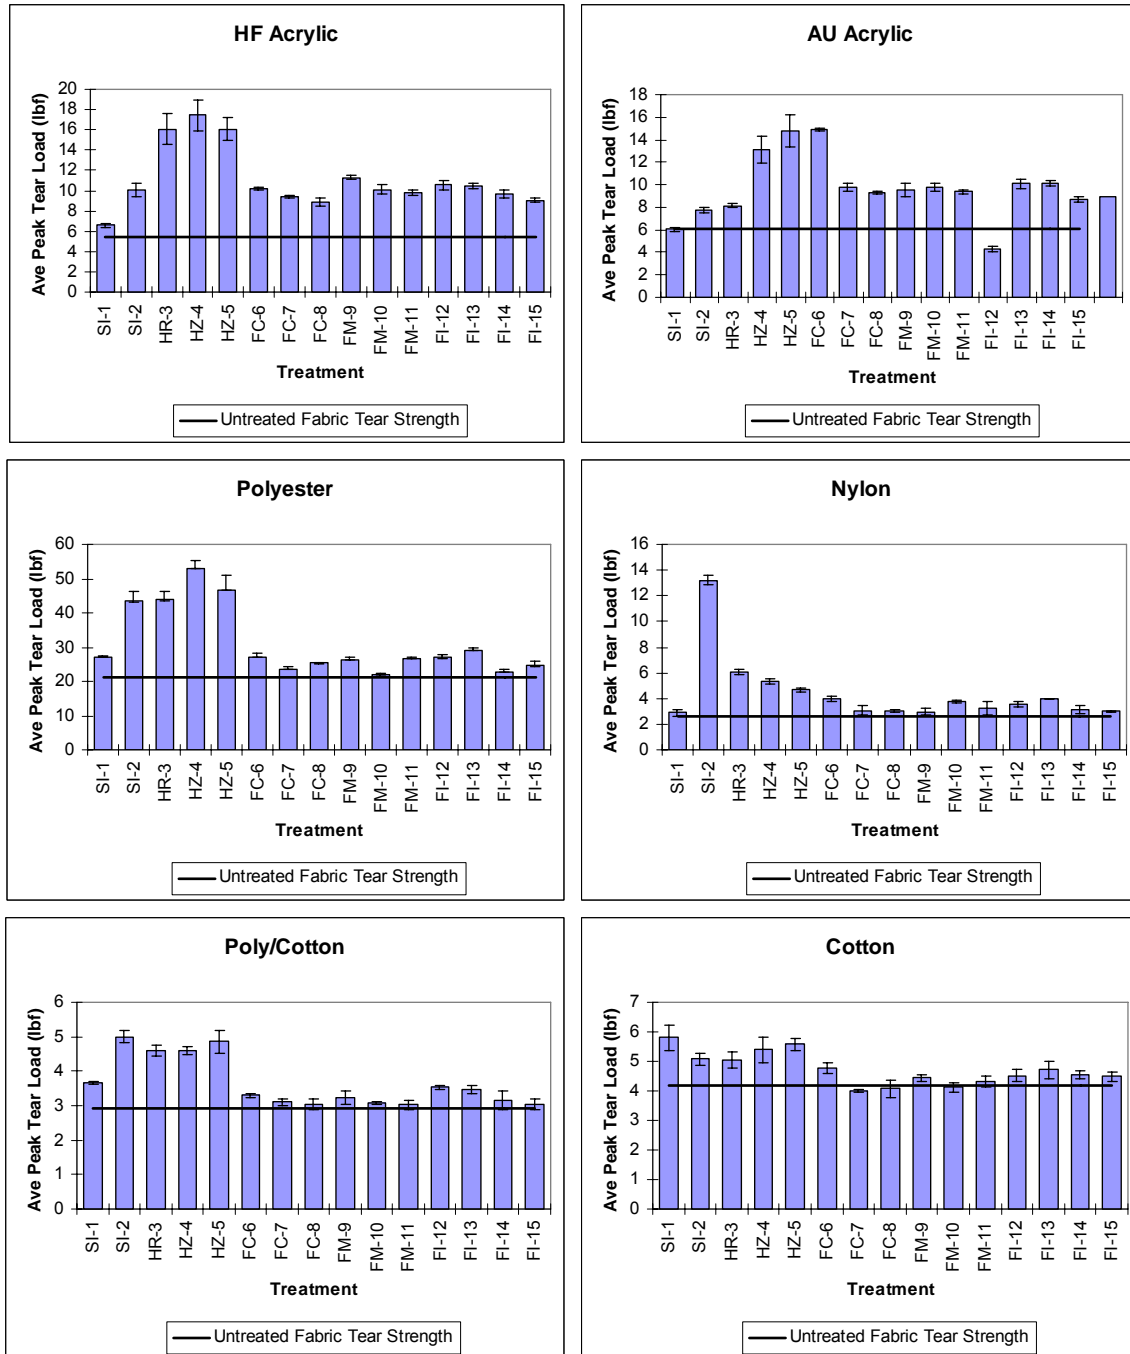 HF Acrylic
Ave Peak Tear Load (lbf)
20
18
16
14
12
10
8
6
4
2
0
SI-1
SI-2
HR-3
HZ-4
HZ-5
FC-6
FC-7
FC-8
FM-9
FM-10
FM-11
FI-12
FI-13
FI-14
FI-15
Treatment
Untreated Fabric Tear Strength
AU Acrylic
Ave Peak Tear Load (lbf)
18
16
14
12
10
8
6
4
2
0
SI-1
SI-2
HR-3
HZ-4
HZ-5
FC-6
FC-7
FC-8
FM-9
FM-10
FM-11
FI-12
FI-13
FI-14
FI-15
Treatment
Untreated Fabric Tear Strength
Polyester
Ave Peak Tear Load (lbf)
60
50
40
30
20
10
0
SI-1
SI-2
HR-3
HZ-4
HZ-5
FC-6
FC-7
FC-8
FM-9
FM-10
FM-11
FI-12
FI-13
FI-14
FI-15
Treatment
Untreated Fabric Tear Strength
Nylon
Ave Peak Tear Load (lbf)
16
14
12
10
8
6
4
2
0
SI-1
SI-2
HR-3
HZ-4
HZ-5
FC-6
FC-7
FC-8
FM-9
FM-10
FM-11
FI-12
FI-13
FI-14
FI-15
Treatment
Untreated Fabric Tear Strength
Poly/Cotton
Ave Peak Tear Load (lbf)
6
5
4
3
2
1
0
SI-1
SI-2
HR-3
HZ-4
HZ-5
FC-6
FC-7
FC-8
FM-9
FM-10
FM-11
FI-12
FI-13
FI-14
FI-15
Treatment
Untreated Fabric Tear Strength
Cotton
Ave Peak Tear Load (lbf)
7
6
5
4
3
2
1
0
SI-1
SI-2
HR-3
HZ-4
HZ-5
FC-6
FC-7
FC-8
FM-9
FM-10
FM-11
FI-12
FI-13
FI-14
FI-15
Treatment
Untreated Fabric Tear Strength